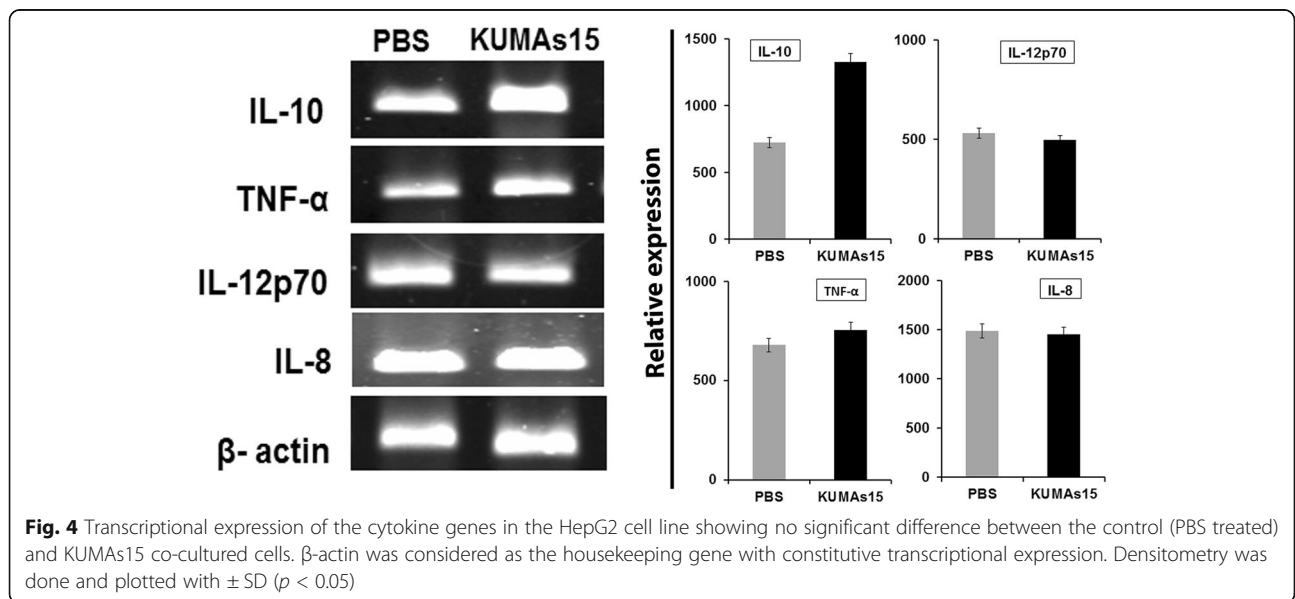 PBS KUMAs15
IL-10
TNF-α
IL-12p70
IL-8
β- actin
Relative expression
1500
1000
500
0
IL-10
PBS KUMAs15
1000
500
0
IL-12p70
PBS KUMAs15
1000
500
0
TNF-α
PBS KUMAs15
2000
1500
1000
500
0
IL-8
PBS KUMAs15
Fig. 4 Transcriptional expression of the cytokine genes in the HepG2 cell line showing no significant difference between the control (PBS treated)
and KUMAs15 co-cultured cells. β-actin was considered as the housekeeping gene with constitutive transcriptional expression. Densitometry was
done and plotted with ± SD (p < 0.05)